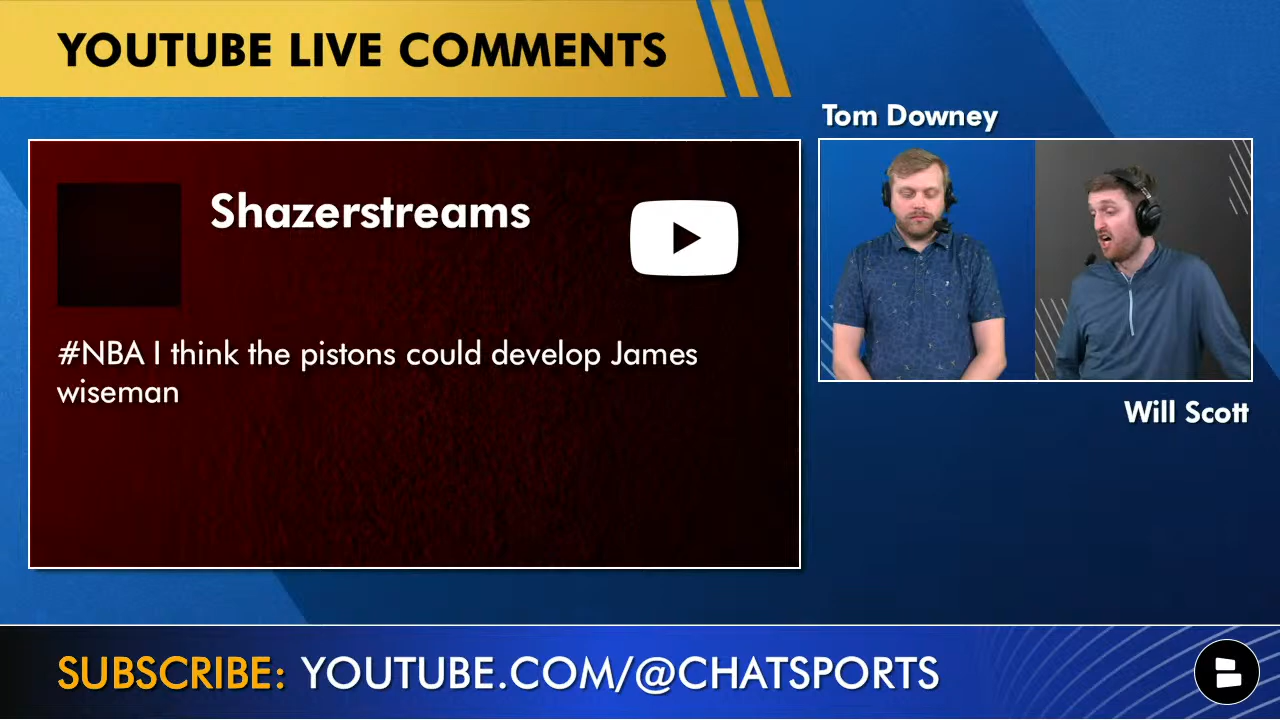 YOUTUBE LIVE COMMENTS
Tom Downey
Shazerstreams
#NBA I think the pistons could develop James
wiseman
Will Scott
SUBSCRIBE: YOUTUBE.COM/@CHATSPORTS